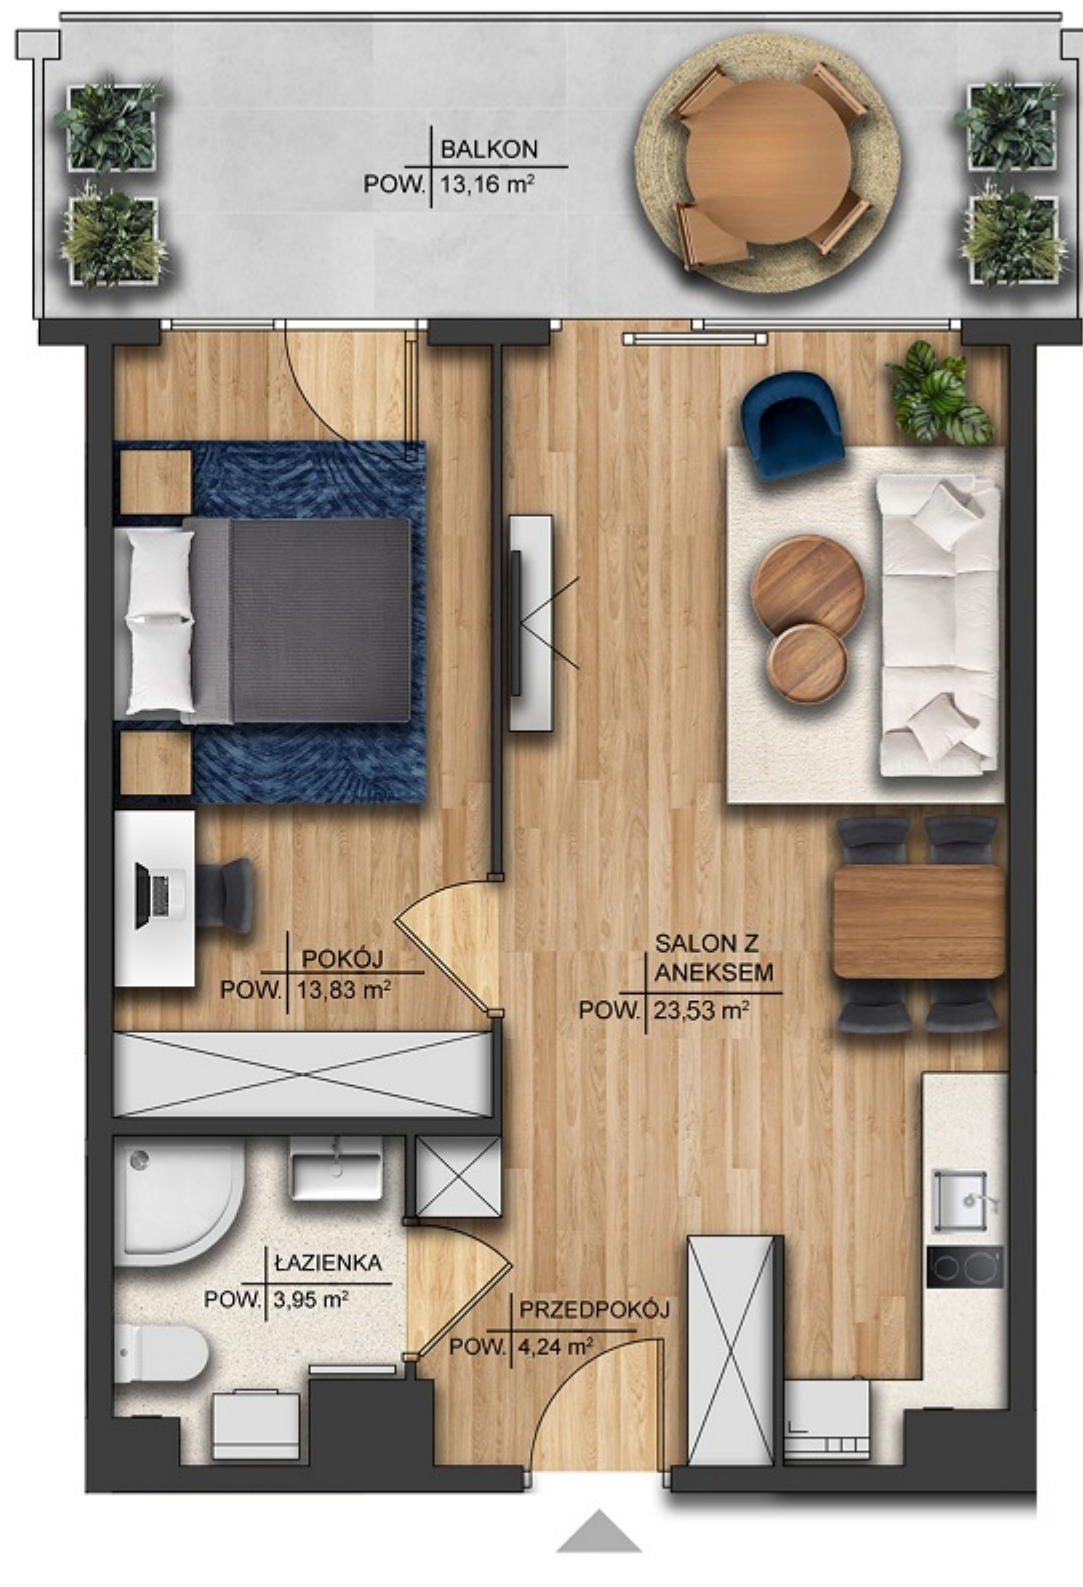 BALKON
POW. 13,16 m²
POKÓJ
POW. 13,83 m²
SALON Z
ANEKSEM
POW. 23,53 m²
ŁAZIENKA
POW. 3,95 m²
PRZEDPOKÓJ
POW. 4,24 m²